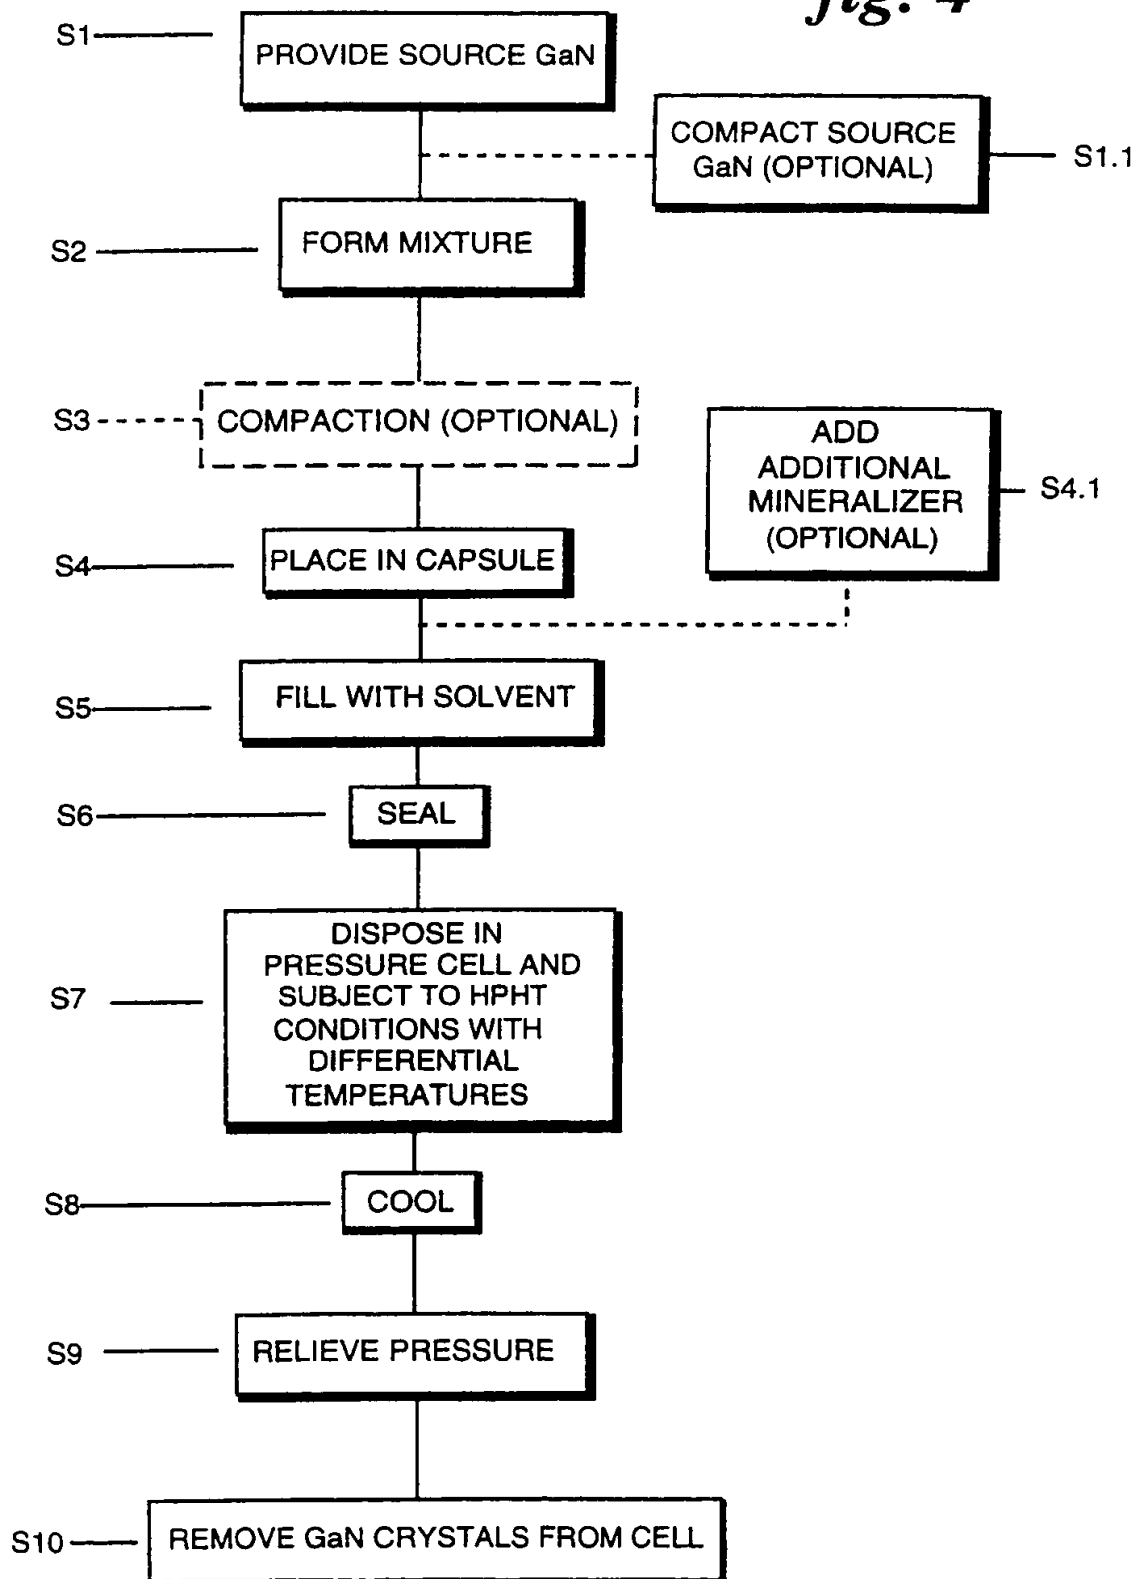 fig. 4
S1
PROVIDE SOURCE GaN
COMPACT SOURCE
GaN (OPTIONAL)
S1.1
S2
FORM MIXTURE
S3
COMPACTION (OPTIONAL)
ADD
ADDITIONAL
MINERALIZER
(OPTIONAL)
S4.1
S4
PLACE IN CAPSULE
S5
FILL WITH SOLVENT
S6
SEAL
S7
DISPOSE IN
PRESSURE CELL AND
SUBJECT TO HPHT
CONDITIONS WITH
DIFFERENTIAL
TEMPERATURES
S8
COOL
S9
RELIEVE PRESSURE
S10
REMOVE GaN CRYSTALS FROM CELL